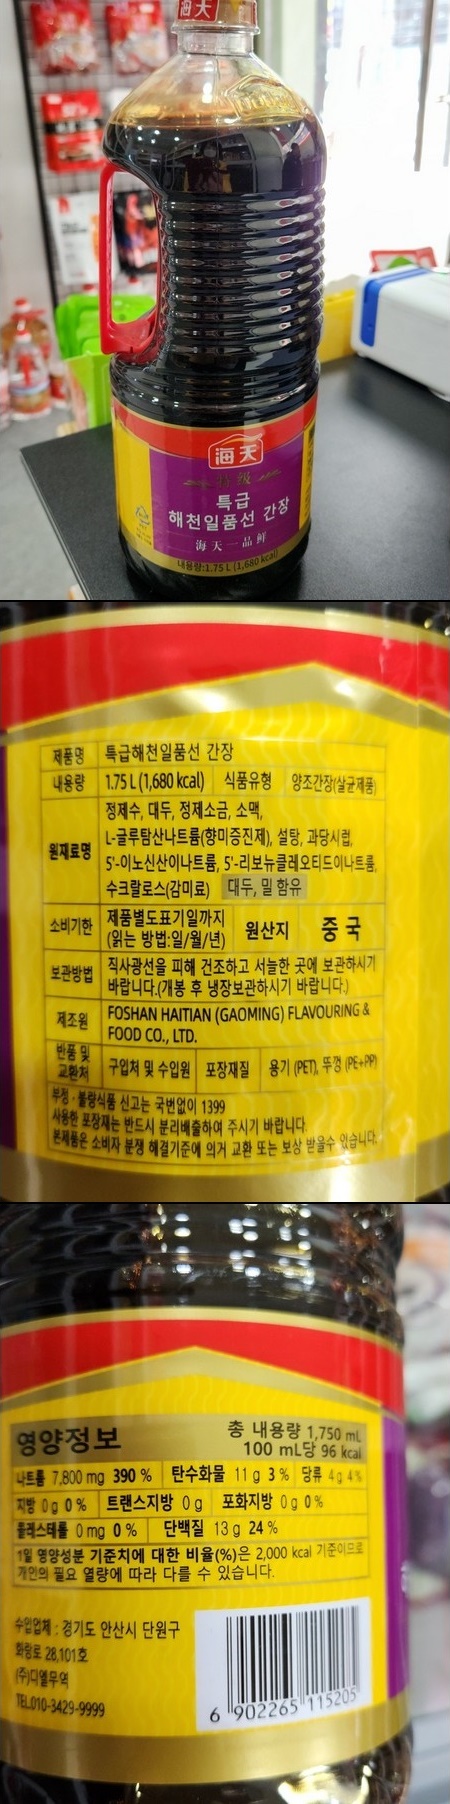 海天
海天
特级
특급
해천일품선 간장
海天一品鲜
내용량:1.75 L (1,680 kcal)
제품명 특급해천일품선 간장
내용량 1.75 L (1,680 kcal) 식품유형 양조간장(살균제품)
원재료명 정제수, 대두, 정제소금, 소맥,
L-글루탐산나트륨(향미증진제), 설탕, 과당시럽,
5'-이노신산이나트륨, 5'-리보뉴클레오티드이나트륨,
수크랄로스(감미료) 대두, 밀 함유
소비기한 제품별도표기일까지
(읽는 방법:일/월/년) 원산지 중국
보관방법 직사광선을 피해 건조하고 서늘한 곳에 보관하시기
바랍니다.(개봉 후 냉장보관하시기 바랍니다.)
제조원 FOSHAN HAITIAN (GAOMING) FLAVOURING &
FOOD CO., LTD.
반품 및
교환처 구입처 및 수입원 포장재질 용기 (PET), 뚜껑 (PE+PP)
부정·불량식품 신고는 국번없이 1399
사용한 포장재는 반드시 분리배출하여 주시기 바랍니다.
본제품은 소비자 분쟁 해결기준에 의거 교환 또는 보상 받을수 있습니다.
영양정보 총 내용량 1,750 mL
100 mL당 96 kcal
나트륨 7,800 mg 390 % 탄수화물 11 g 3 % 당류 4 g 4 %
지방 0 g 0 % 트랜스지방 0 g 포화지방 0 g 0 %
콜레스테롤 0 mg 0 % 단백질 13 g 24 %
1일 영양성분 기준치에 대한 비율(%)은 2,000 kcal 기준이므로
개인의 필요 열량에 따라 다를 수 있습니다.
수입업체 : 경기도 안산시 단원구
화랑로 28,101호
(주)디엘무역
TEL.010-3429-9999
6 902265 115205